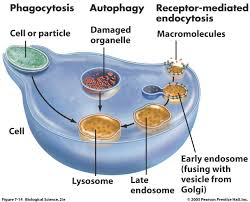 Phagocytosis
Autophagy
Receptor-mediated
endocytosis
Cell or particle
Damaged
organelle
Macromolecules
Cell
Lysosome
Late
endosome
Early endosome
(fusing with
vesicle from
Golgi)
Figure 7-14 Biological Science, 2/e
© 2005 Pearson Prentice Hall, Inc.